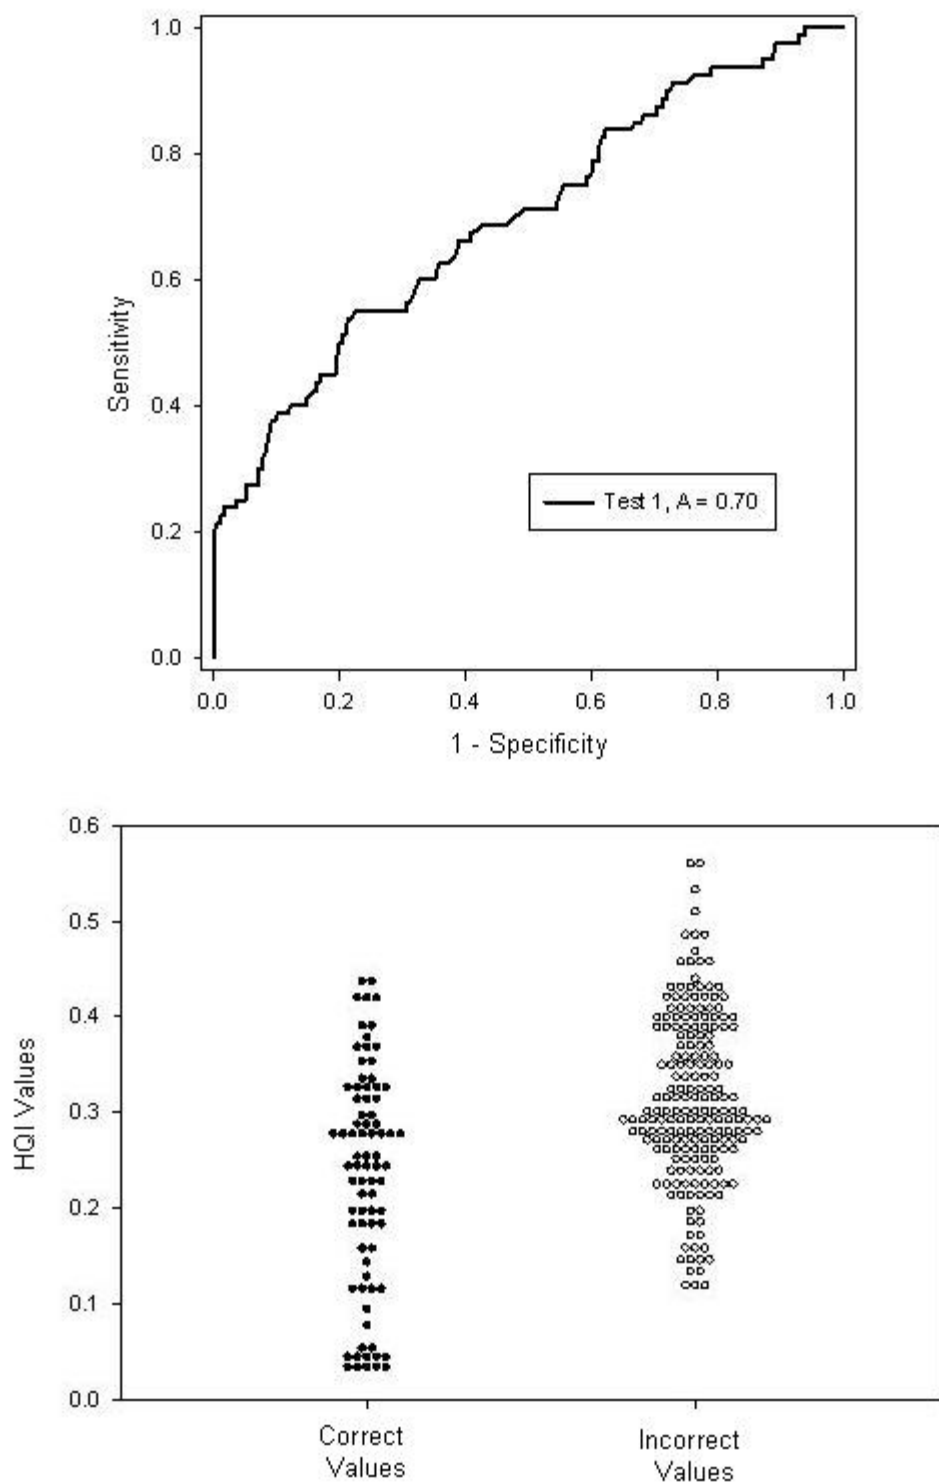 1.0
0.8
0.6
0.4
0.2
0.0
Sensitivity
Test 1, A = 0.70
0.0 0.2 0.4 0.6 0.8 1.0
1 - Specificity
0.6
0.5
0.4
0.3
0.2
0.1
0.0
HQI Values
Correct
Values
Incorrect
Values